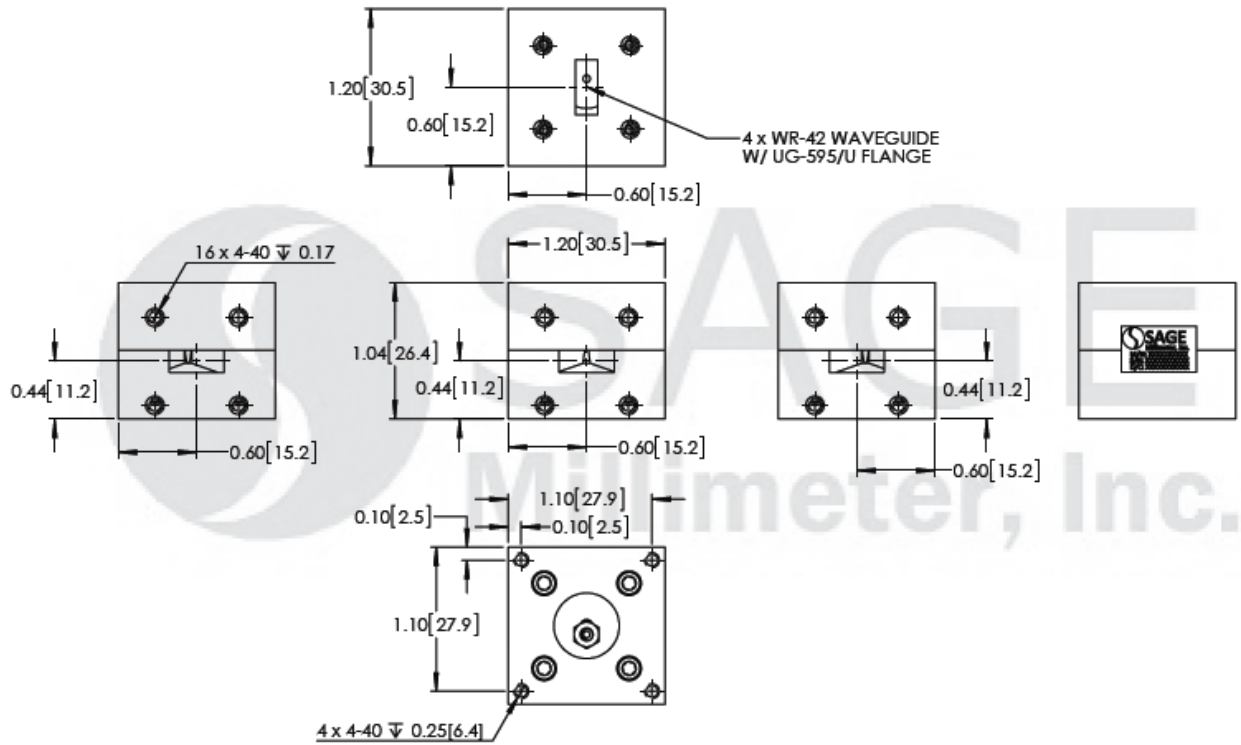 1.20[30.5]
0.60[15.2]
4 x WR-42 WAVEGUIDE
W/ UG-595/U FLANGE
0.60[15.2]
SAGE
Millimeter, Inc.
16 x 4-40 ↧ 0.17
1.20[30.5]
1.04[26.4]
0.44[11.2]
0.44[11.2]
0.44[11.2]
SAGE
0.60[15.2]
0.60[15.2]
0.60[15.2]
1.10[27.9]
0.10[2.5]
0.10[2.5]
1.10[27.9]
4 x 4-40 ↧ 0.25[6.4]